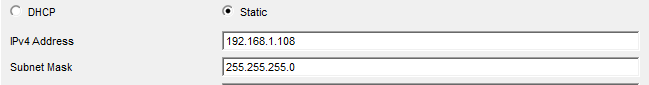 DHCP Static
IPv4 Address 192.168.1.108
Subnet Mask 255.255.255.0